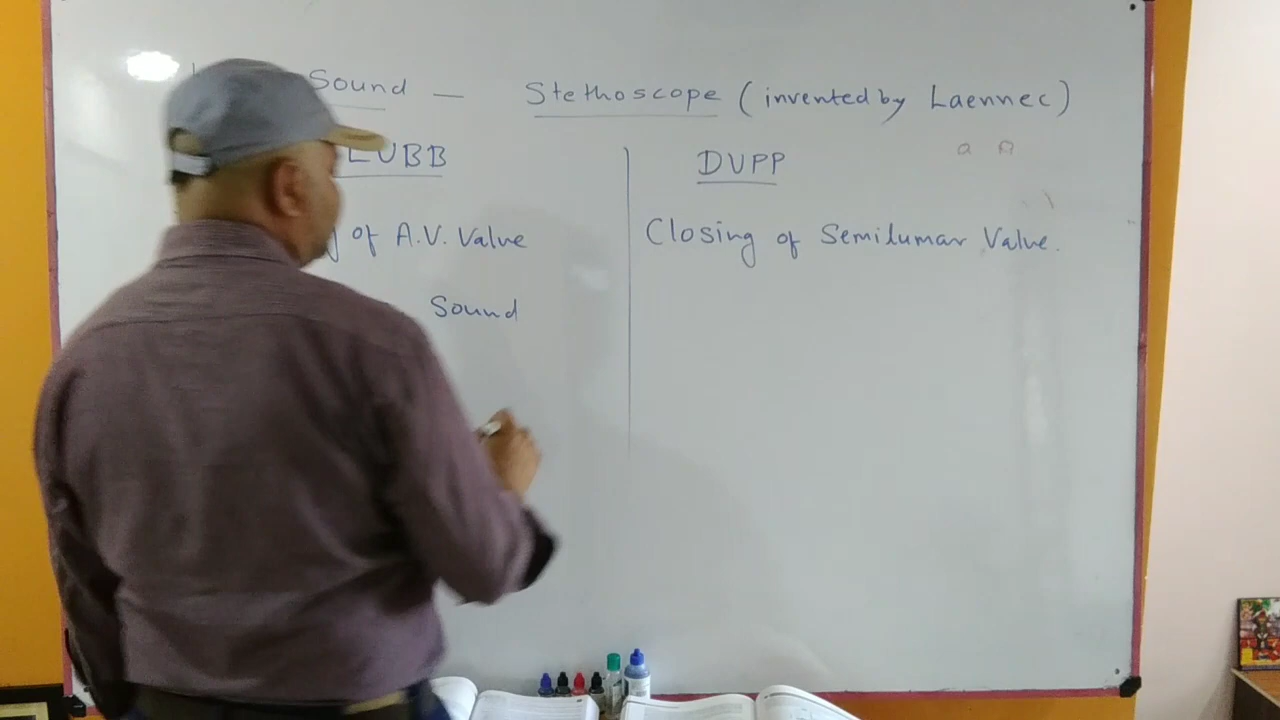 Sound — Stethoscope (invented by Laennec)
LUBB
DUPP
of A.V. Valve
Closing of Semilunar Valve.
Sound